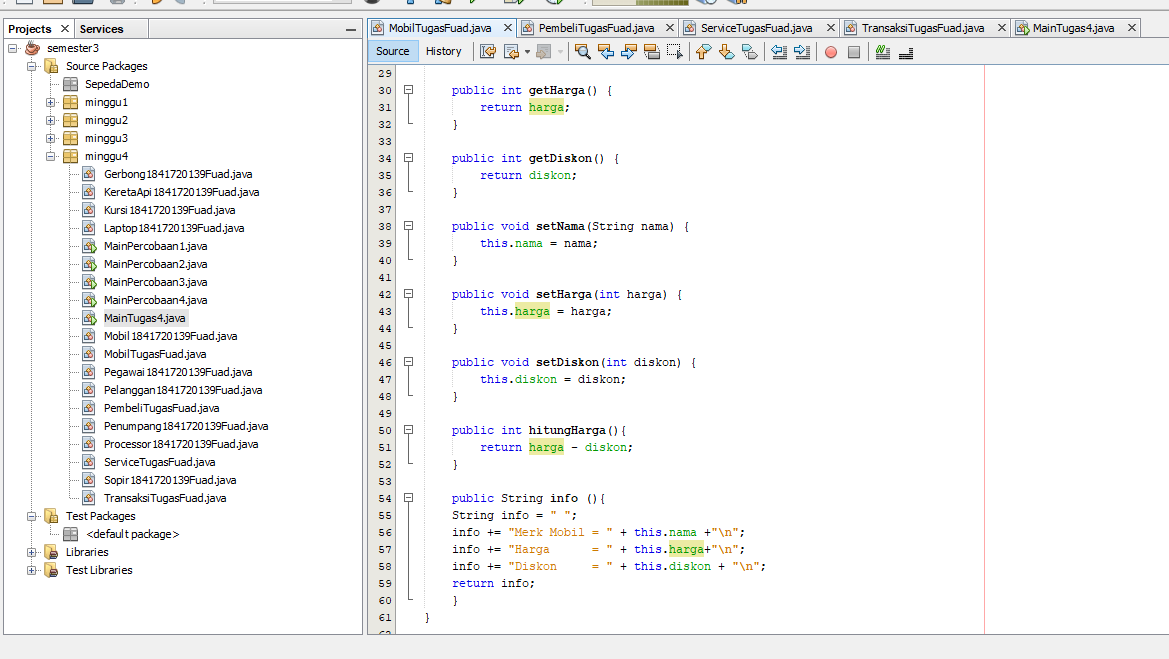 Projects
Services
semester3
Source Packages
SepedaDemo
minggu1
minggu2
minggu3
minggu4
Gerbong1841720139Fuad.java
KeretaApi1841720139Fuad.java
Kursi1841720139Fuad.java
Laptop1841720139Fuad.java
MainPercobaan1.java
MainPercobaan2.java
MainPercobaan3.java
MainPercobaan4.java
MainTugas4.java
Mobil1841720139Fuad.java
MobilTugasFuad.java
Pegawai1841720139Fuad.java
Pelanggan1841720139Fuad.java
PembeliTugasFuad.java
Penumpang1841720139Fuad.java
Processor1841720139Fuad.java
ServiceTugasFuad.java
Sopir1841720139Fuad.java
TransaksiTugasFuad.java
Test Packages
<default package>
Libraries
Test Libraries
MobilTugasFuad.java PembeliTugasFuad.java ServiceTugasFuad.java TransaksiTugasFuad.java MainTugas4.java
Source History
29
30 public int getHarga() {
31 return harga;
32 }
33
34 public int getDiskon() {
35 return diskon;
36 }
37
38 public void setNama(String nama) {
39 this.nama = nama;
40 }
41
42 public void setHarga(int harga) {
43 this.harga = harga;
44 }
45
46 public void setDiskon(int diskon) {
47 this.diskon = diskon;
48 }
49
50 public int hitungHarga(){
51 return harga - diskon;
52 }
53
54 public String info (){
55 String info = " ";
56 info += "Merk Mobil = " + this.nama +"\n";
57 info += "Harga      = " + this.harga+"\n";
58 info += "Diskon     = " + this.diskon + "\n";
59 return info;
60 }
61 }